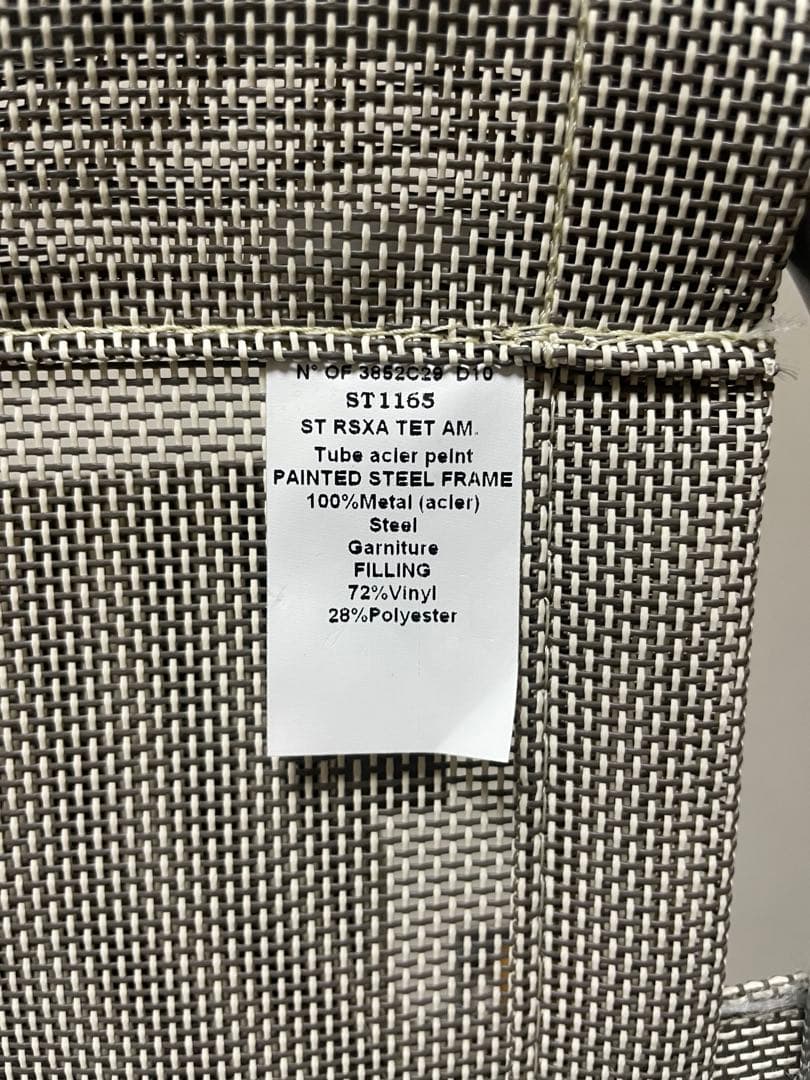 N° OF 3852C29 D10
ST1165
ST RSXA TET AM.
Tube acier peint
PAINTED STEEL FRAME
100%Metal (acier)
Steel
Garniture
FILLING
72%Vinyl
28%Polyester